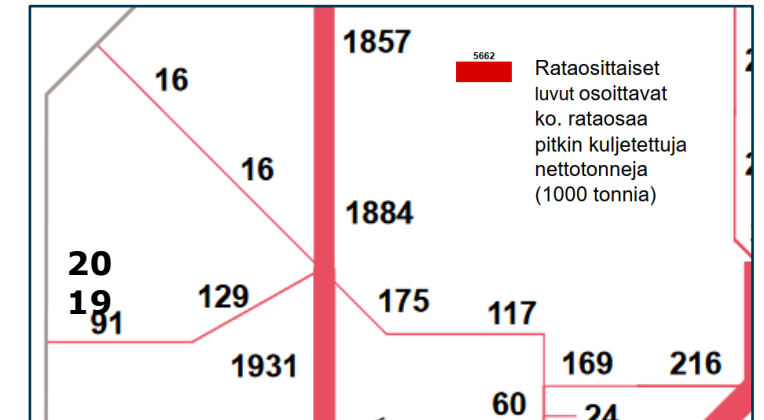 1857
5662
Rataosittaiset
luvut osoittavat
ko. rataosaa
pitkin kuljetettuja
nettotonneja
(1000 tonnia)
16
16
1884
20
19
91
129
175
117
1931
169
216
60
24